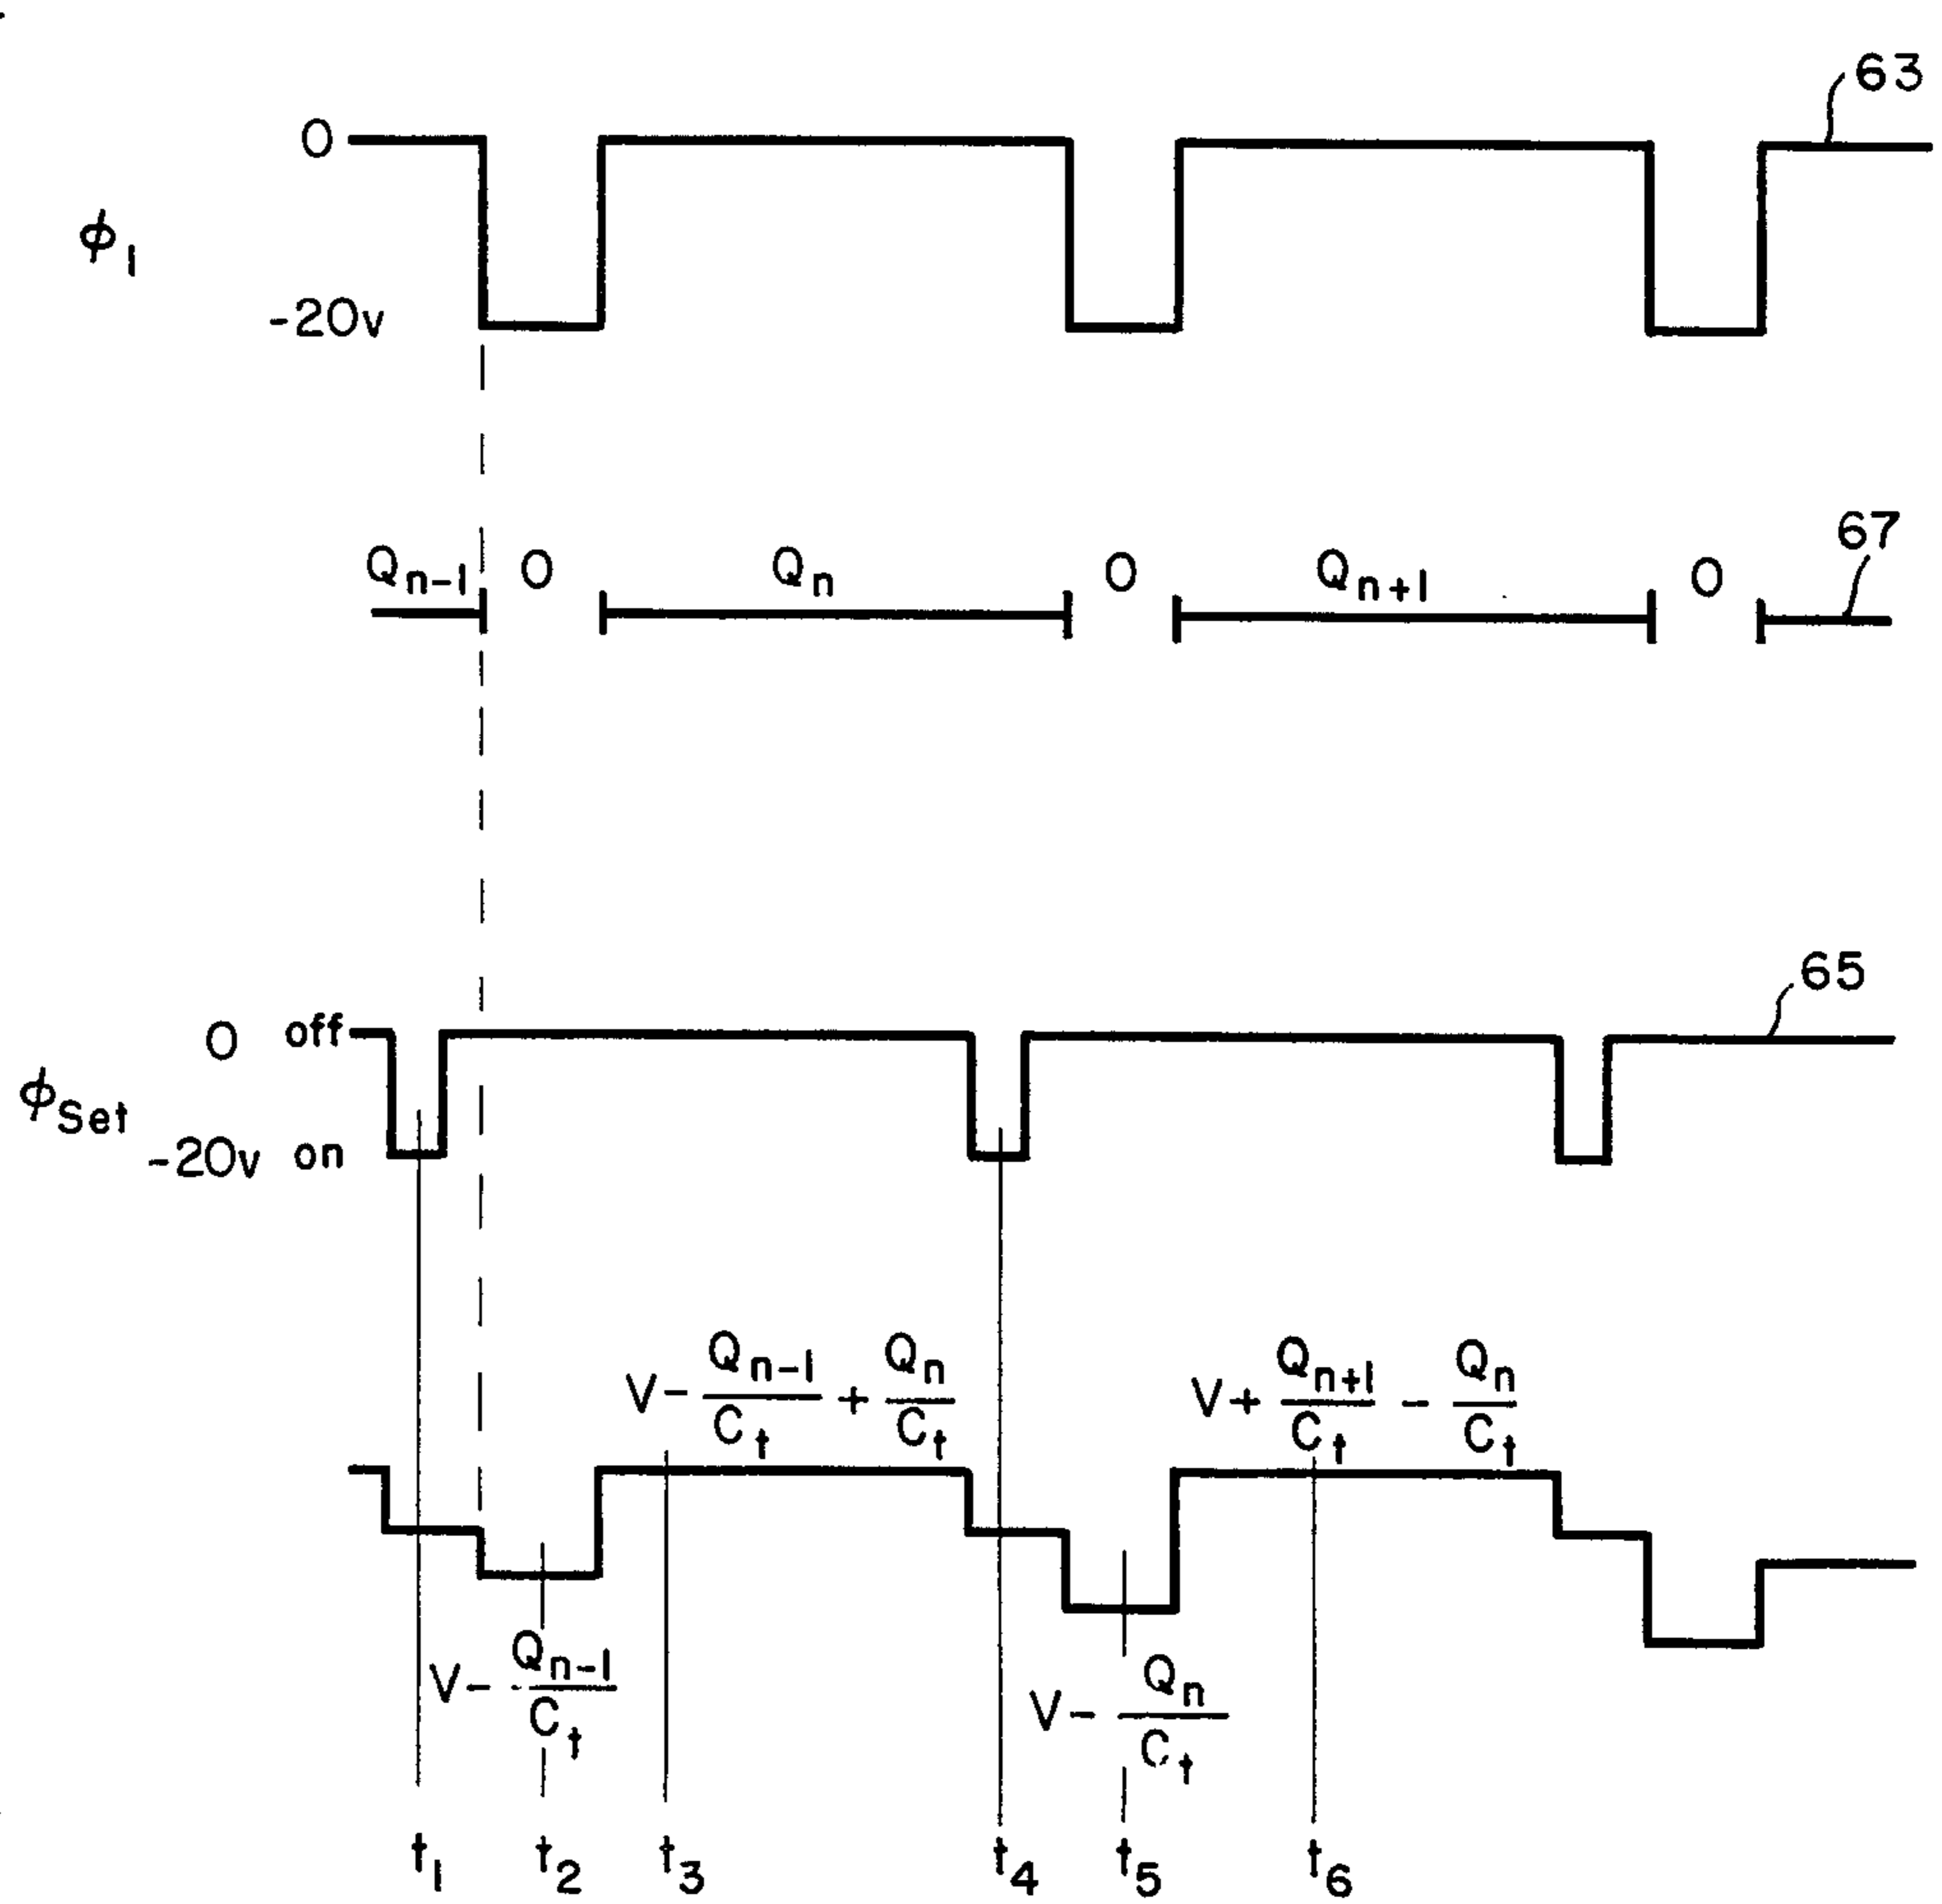 63
0
ϕ1
-20v
67
Qn-1 0 Qn 0 Qn+1 0
65
0 off
ϕSet
-20v on
V- Qn-1/Ct + Qn/Ct
V+ Qn+1/Ct - Qn/Ct
V- Qn-1/Ct
V- Qn/Ct
t1 t2 t3 t4 t5 t6